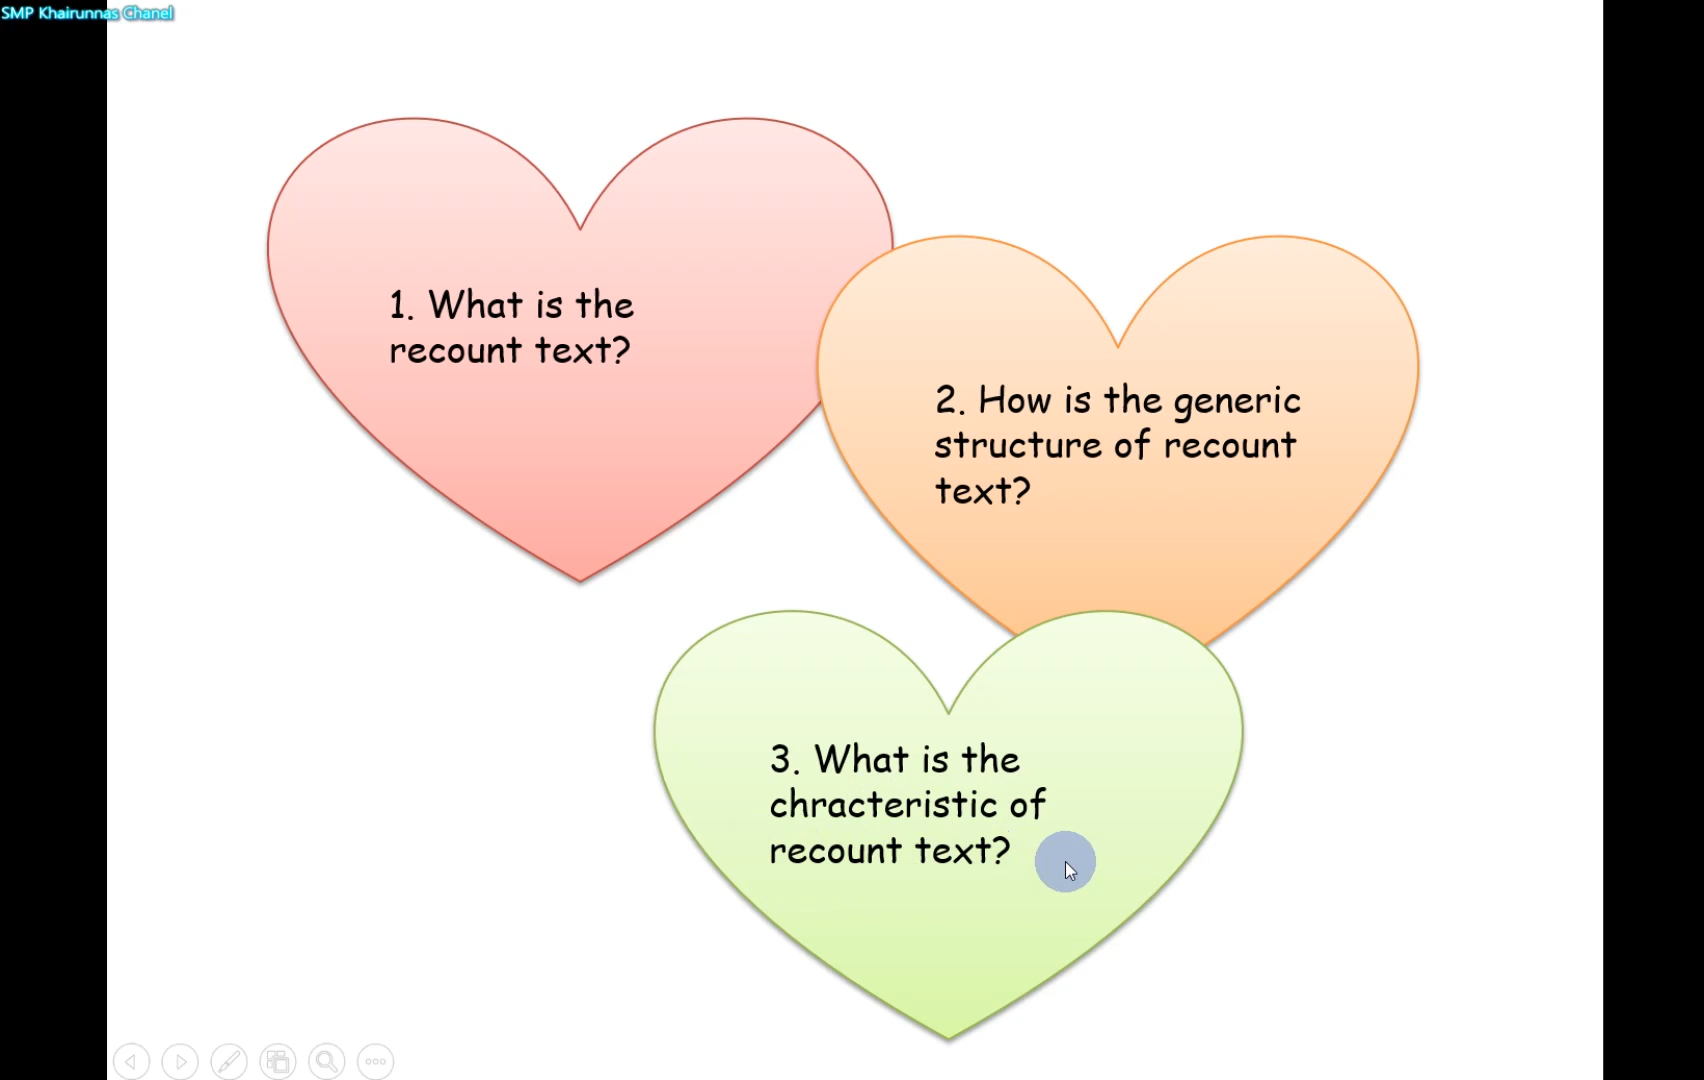 SMP Khairunnas Chanel
1. What is the
recount text?
2. How is the generic
structure of recount
text?
3. What is the
chracteristic of
recount text?